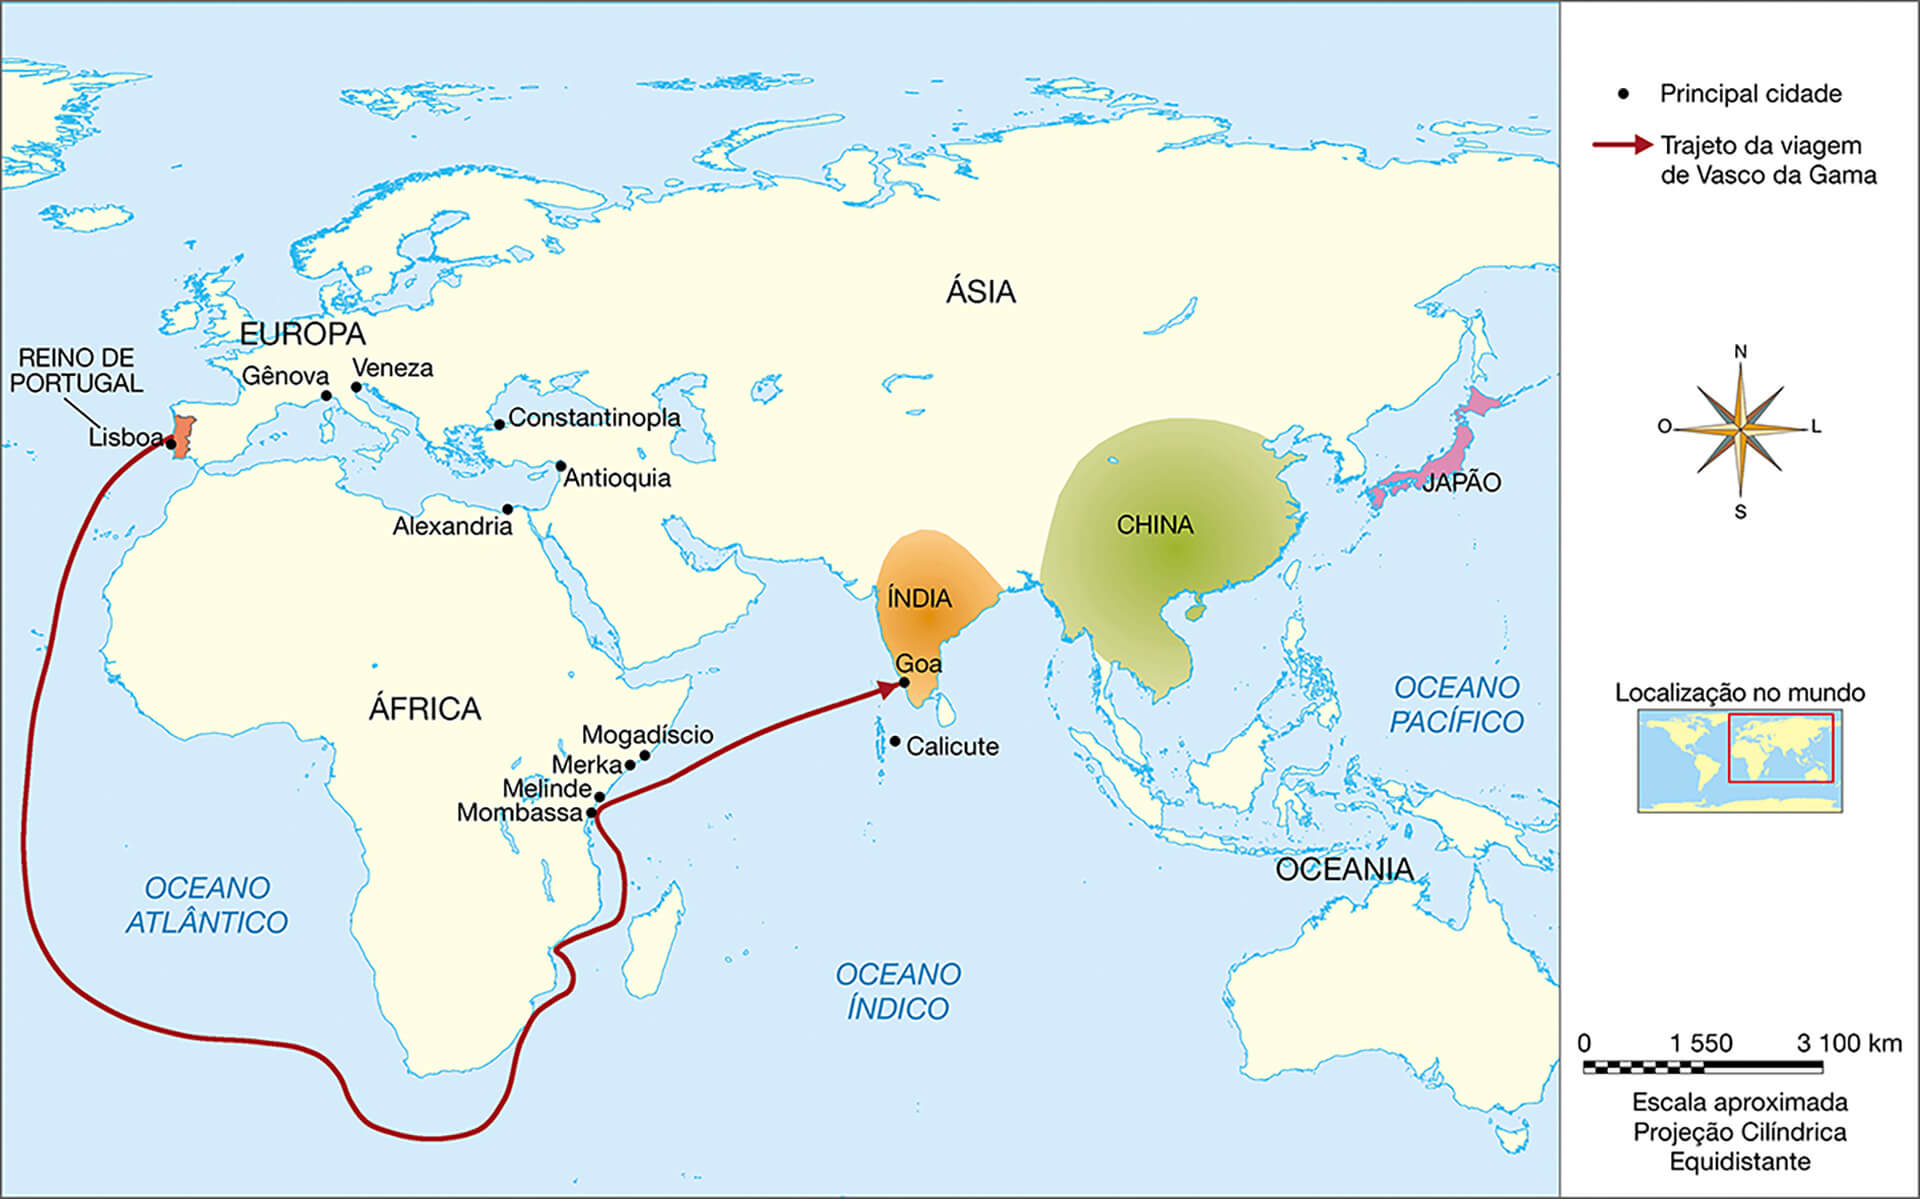 ÁSIA
EUROPA
REINO DE
PORTUGAL
Lisboa
Gênova
Veneza
Constantinopla
Antioquia
Alexandria
CHINA
JAPÃO
ÍNDIA
Goa
Calicute
ÁFRICA
Mogadíscio
Merka
Melinde
Mombassa
OCEANO
PACÍFICO
OCEANIA
OCEANO
ATLÂNTICO
OCEANO
ÍNDICO
Principal cidade
Trajeto da viagem
de Vasco da Gama
N
O
L
S
Localização no mundo
0 1 550 3 100 km
Escala aproximada
Projeção Cilíndrica
Equidistante